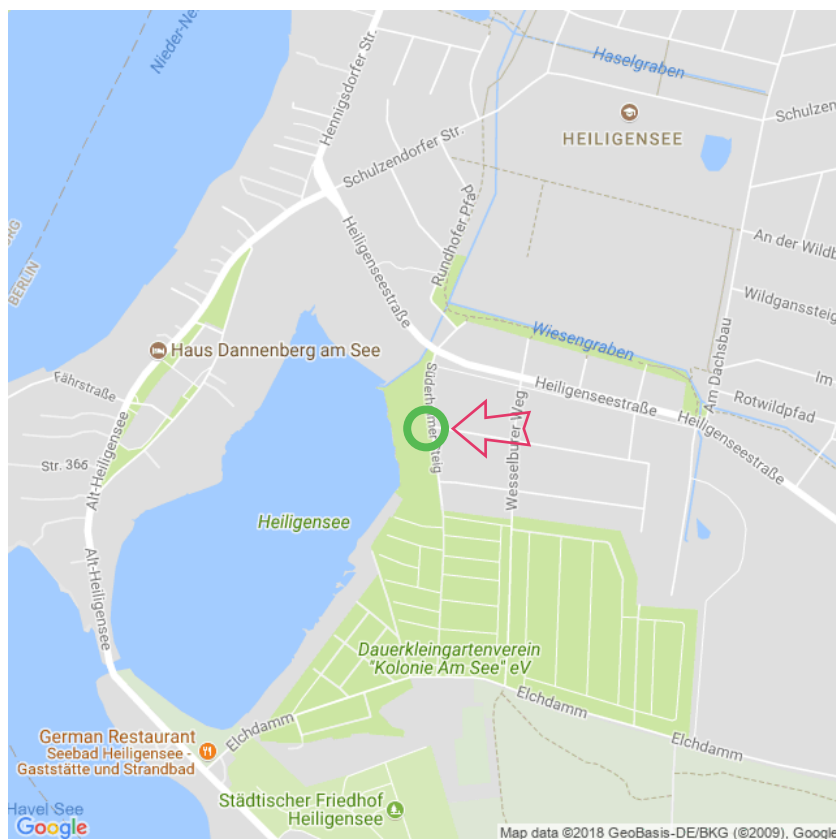 Nieder-Ne
Hennigsdorfer Str.
Haselgraben
HEILIGENSEE
Schulzen
Schulzendorfer Str.
Rundhofer Pfad
Heiligenseestraße
An der Wildb
Wildganssteig
BERLIN
Wiesengraben
Am Dachsbau
Haus Dannenberg am See
Im
Fährstraße
Heiligenseestraße
Rotwildpfad
Wesselburer Weg
Heiligenseestraße
Str. 366
Alt-Heiligensee
Heiligensee
Alt-Heiligensee
Dauerkleingartenverein
"Kolonie Am See" eV
Elchdamm
Elchdamm
Elchdamm
German Restaurant
Seebad Heiligensee -
Gaststätte und Strandbad
Städtischer Friedhof
Heiligensee
Havel See
Google
Map data ©2018 GeoBasis-DE/BKG (©2009), Google